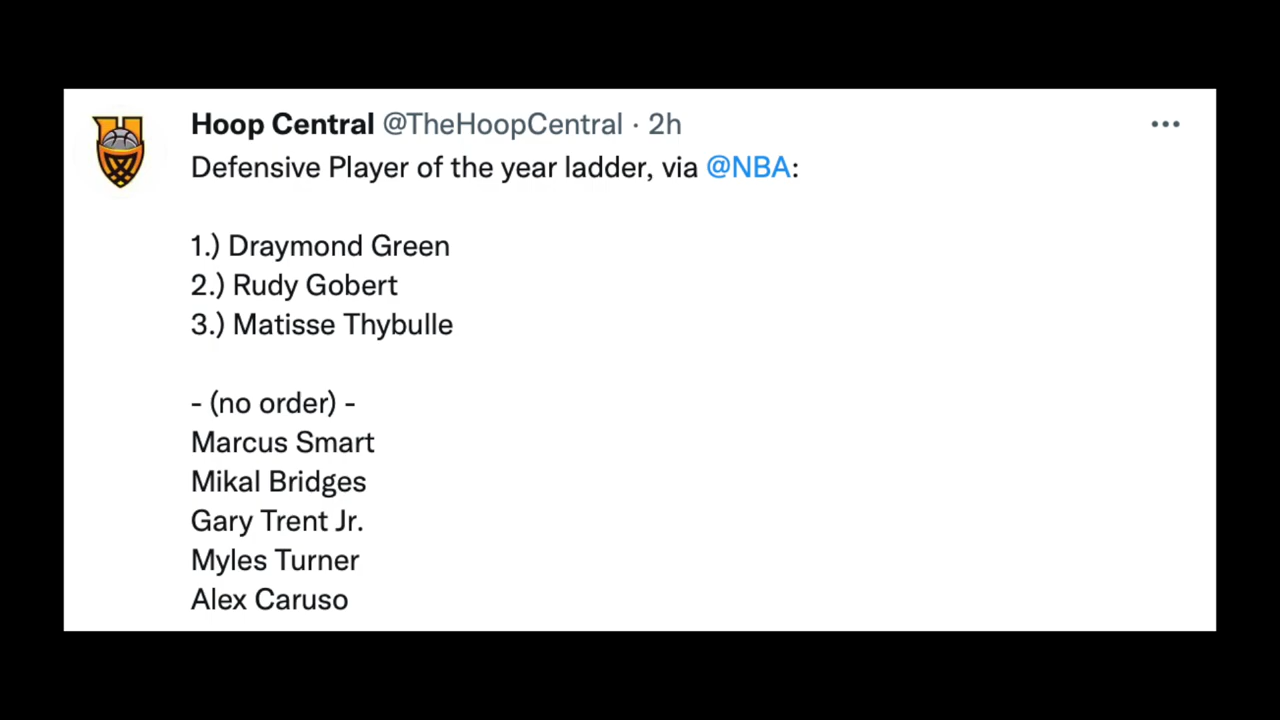 Hoop Central @TheHoopCentral · 2h
Defensive Player of the year ladder, via @NBA:
1.) Draymond Green
2.) Rudy Gobert
3.) Matisse Thybulle
- (no order) -
Marcus Smart
Mikal Bridges
Gary Trent Jr.
Myles Turner
Alex Caruso